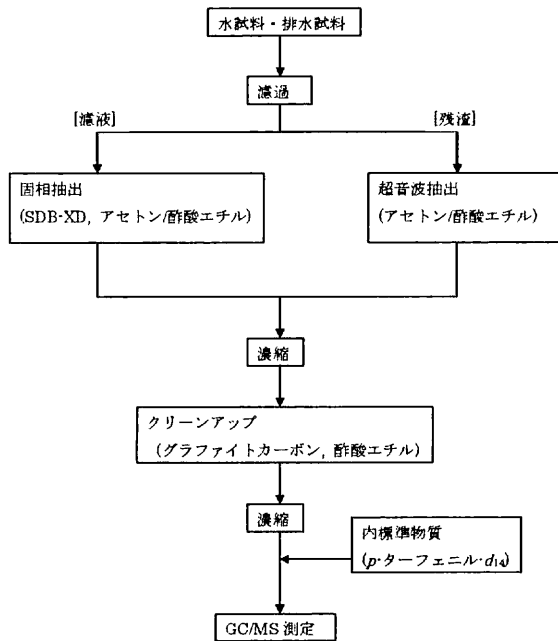 水試料・排水試料
濾過
[濾液]
[残渣]
固相抽出
(SDB-XD, アセトン/酢酸エチル)
超音波抽出
(アセトン/酢酸エチル)
濃縮
クリーンアップ
(グラファイトカーボン, 酢酸エチル)
濃縮
内標準物質
(p-ターフェニル-d14)
GC/MS 測定